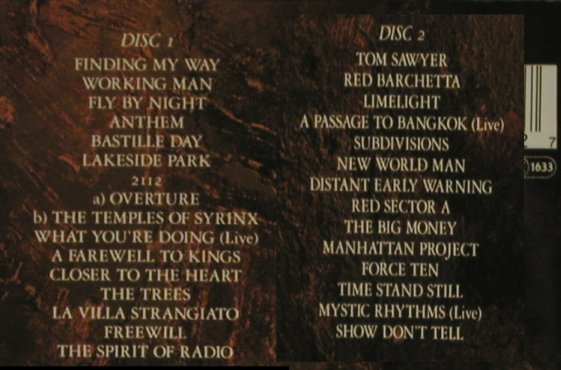 DISC 1
FINDING MY WAY
WORKING MAN
FLY BY NIGHT
ANTHEM
BASTILLE DAY
LAKESIDE PARK
2112
a) OVERTURE
b) THE TEMPLES OF SYRINX
WHAT YOU'RE DOING (Live)
A FAREWELL TO KINGS
CLOSER TO THE HEART
THE TREES
LA VILLA STRANGIATO
FREEWILL
THE SPIRIT OF RADIO
DISC 2
TOM SAWYER
RED BARCHETTA
LIMELIGHT
A PASSAGE TO BANGKOK (Live)
SUBDIVISIONS
NEW WORLD MAN
DISTANT EARLY WARNING
RED SECTOR A
THE BIG MONEY
MANHATTAN PROJECT
FORCE TEN
TIME STAND STILL
MYSTIC RHYTHMS (Live)
SHOW DON'T TELL
7
1633